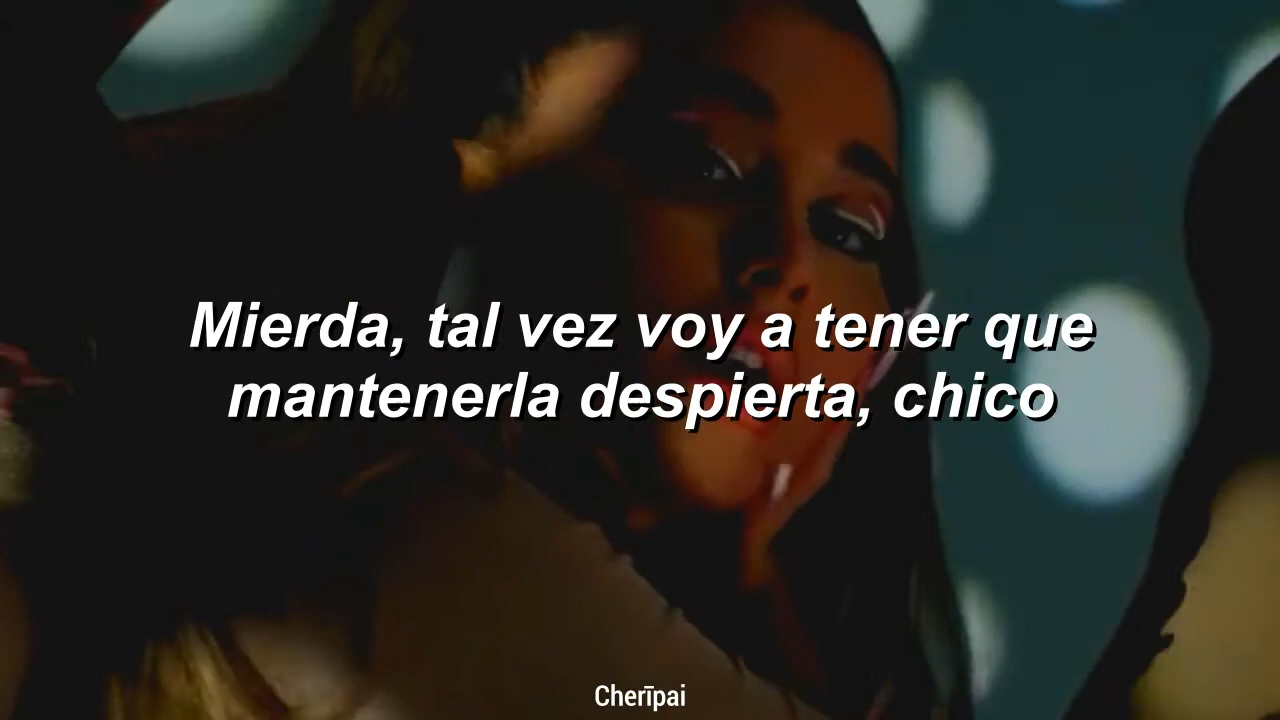 Mierda, tal vez voy a tener que
mantenerla despierta, chico
Cherīpai